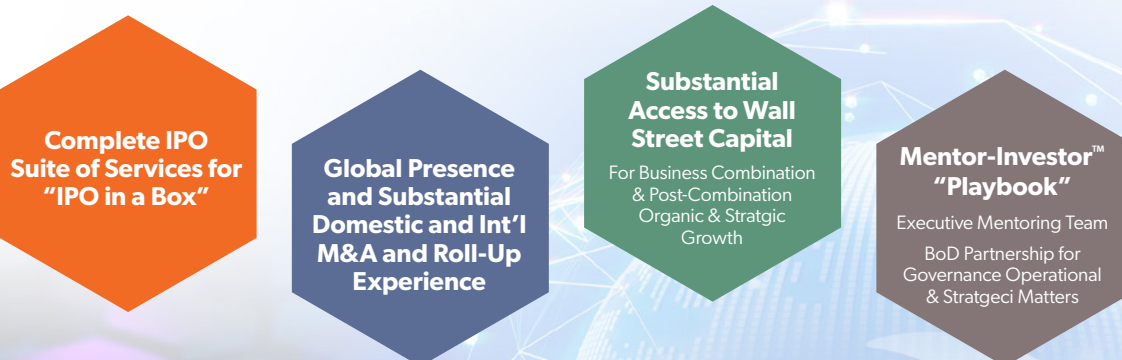 Complete IPO
Suite of Services for
“IPO in a Box”
Global Presence
and Substantial
Domestic and Int’l
M&A and Roll-Up
Experience
Substantial
Access to Wall
Street Capital
For Business Combination
& Post-Combination
Organic & Stratgic
Growth
Mentor-Investor™
“Playbook”
Executive Mentoring Team
BoD Partnership for
Governance Operational
& Stratgeci Matters